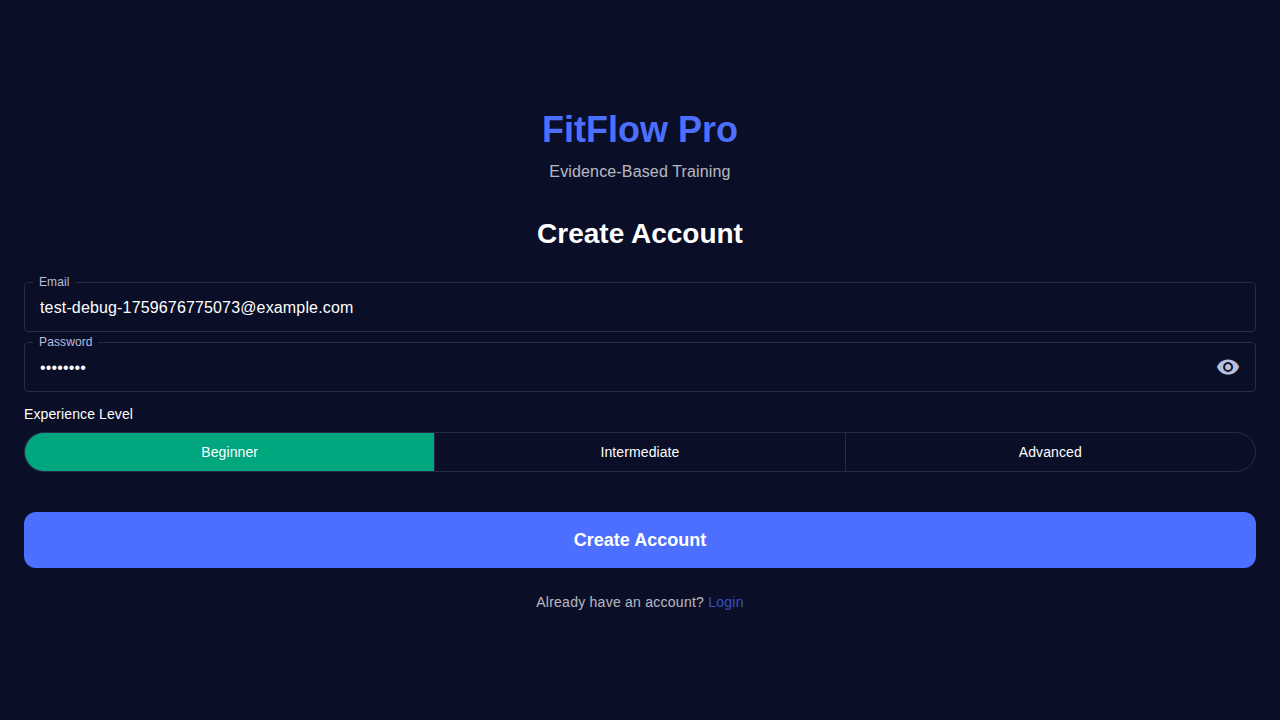 FitFlow Pro
Evidence-Based Training
Create Account
Email
test-debug-1759676775073@example.com
Password
••••••••
Experience Level
Beginner Intermediate Advanced
Create Account
Already have an account? Login